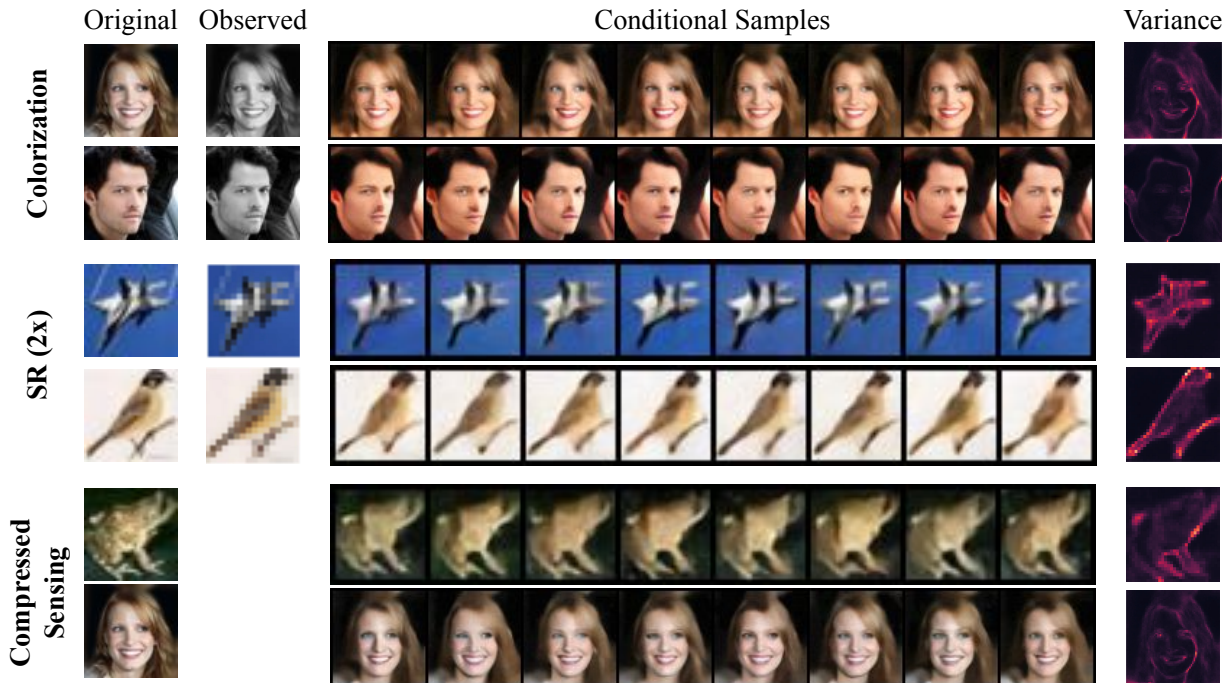 Original Observed Conditional Samples Variance
Colorization
SR (2x)
Compressed
Sensing